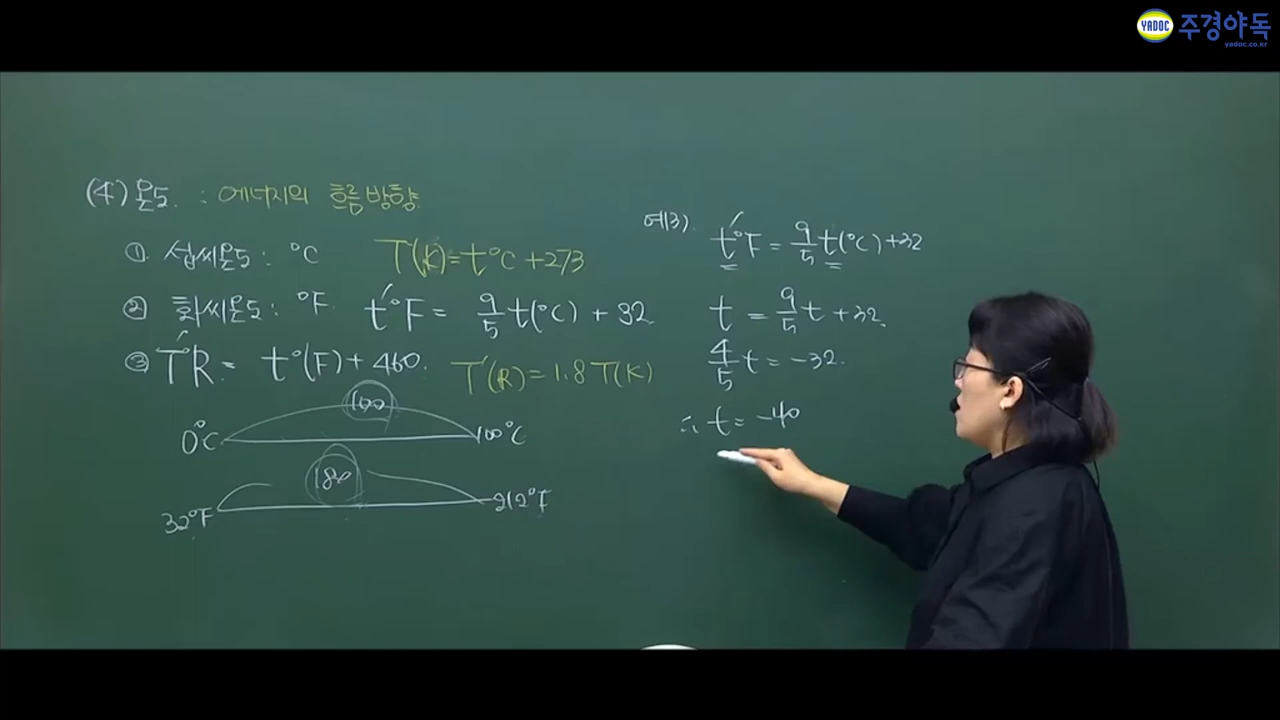 YADOC 주경야독
yadoc.co.kr
(4) 온도 : 에너지의 흐름 방향
① 섭씨온도 : °C T(K)=t°C+273
② 화씨온도 : °F. t'°F= 9/5 t(°C) + 32
③ T'°R = t°(F)+460. T'(R)=1.8T(K)
100
0°C 100°C
180
32°F 212°F
예3).
t'°F = 9/5 t(°C)+32
t = 9/5 t +32
4/5 t = -32.
∴ t = -40